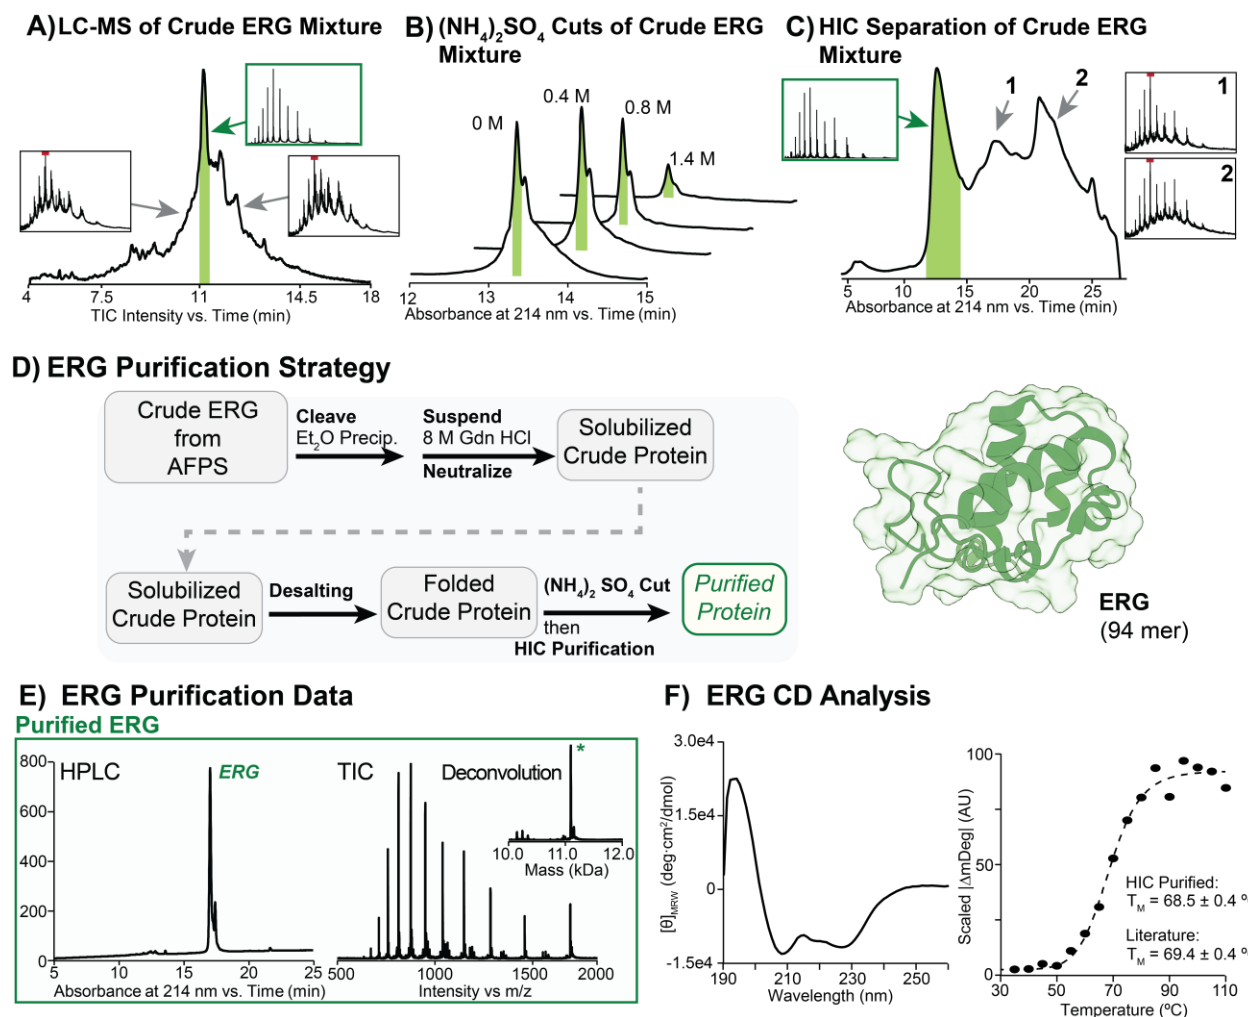 A) LC-MS of Crude ERG Mixture
4 7.5 11 14.5 18
TIC Intensity vs. Time (min)
B) (NH₄)₂SO₄ Cuts of Crude ERG
Mixture
0 M
0.4 M
0.8 M
1.4 M
12 13 14 15
Absorbance at 214 nm vs. Time (min)
C) HIC Separation of Crude ERG
Mixture
1
2
1
2
5 10 15 20 25
Absorbance at 214 nm vs. Time (min)
D) ERG Purification Strategy
Crude ERG
from
AFPS
Cleave
Et₂O Precip.
Suspend
8 M Gdn HCl
Neutralize
Solubilized
Crude Protein
Solubilized
Crude Protein
Desalting
Folded
Crude Protein
(NH₄)₂ SO₄ Cut
then
HIC Purification
Purified
Protein
ERG
(94 mer)
E) ERG Purification Data
Purified ERG
HPLC
ERG
800
600
400
200
0
5 10 15 20 25
Absorbance at 214 nm vs. Time (min)
TIC
Deconvolution
*
10.0 11.0 12.0
Mass (kDa)
500 1000 1500 2000
Intensity vs m/z
F) ERG CD Analysis
[θ]MRW (deg·cm²/dmol)
3.0e4
1.5e4
0
-1.5e4
190 210 230 250
Wavelength (nm)
Scaled |ΔmDeg| (AU)
100
50
0
HIC Purified:
TM = 68.5 ± 0.4 º
Literature:
TM = 69.4 ± 0.4 º
30 50 70 90 110
Temperature (ºC)